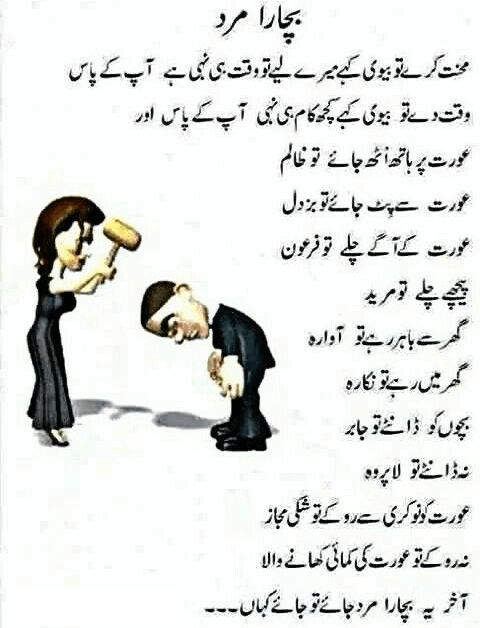 بچارا مرد
محنت کرے تو بیوی کہے میرے لیے تو وقت ہی نہی ہے آپ کے پاس
وقت دے تو بیوی کہے کچھ کام ہی نہی آپ کے پاس اور
عورت پر ہاتھ اٹھ جائے تو ظالم
عورت سے پٹ جائے تو بزدل
عورت کے آگے چلے تو فرعون
پیچھے چلے تو مرید
گھر سے باہر رہے تو آوارہ
گھر میں رہے تو نکارہ
بچوں کو ڈانٹے تو جابر
نہ ڈانٹے تو لاپروہ
عورت کو نوکری سے روکے تو شکی مجاز
نہ روکے تو عورت کی کمائی کھانے والا
آخر یہ بچارا مرد جائے تو جائے کہاں۔۔۔